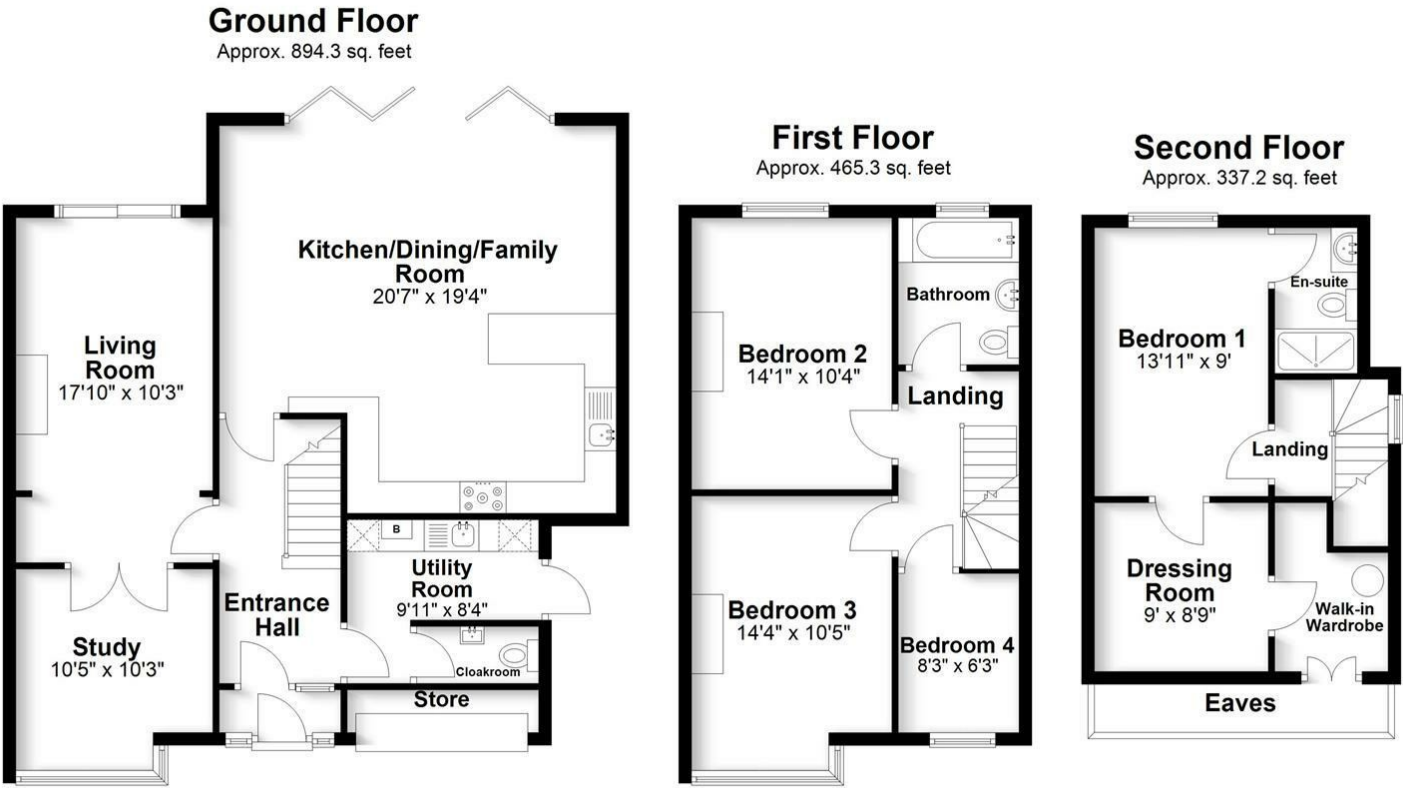 Ground Floor
Approx. 894.3 sq. feet
Kitchen/Dining/Family
Room
20'7" x 19'4"
Living
Room
17'10" x 10'3"
B
Utility
Room
9'11" x 8'4"
Entrance
Hall
Study
10'5" x 10'3"
Cloakroom
Store
First Floor
Approx. 465.3 sq. feet
Bathroom
Bedroom 2
14'1" x 10'4"
Landing
Bedroom 3
14'4" x 10'5"
Bedroom 4
8'3" x 6'3"
Second Floor
Approx. 337.2 sq. feet
En-suite
Bedroom 1
13'11" x 9'
Landing
Dressing
Room
9' x 8'9"
Walk-in
Wardrobe
Eaves